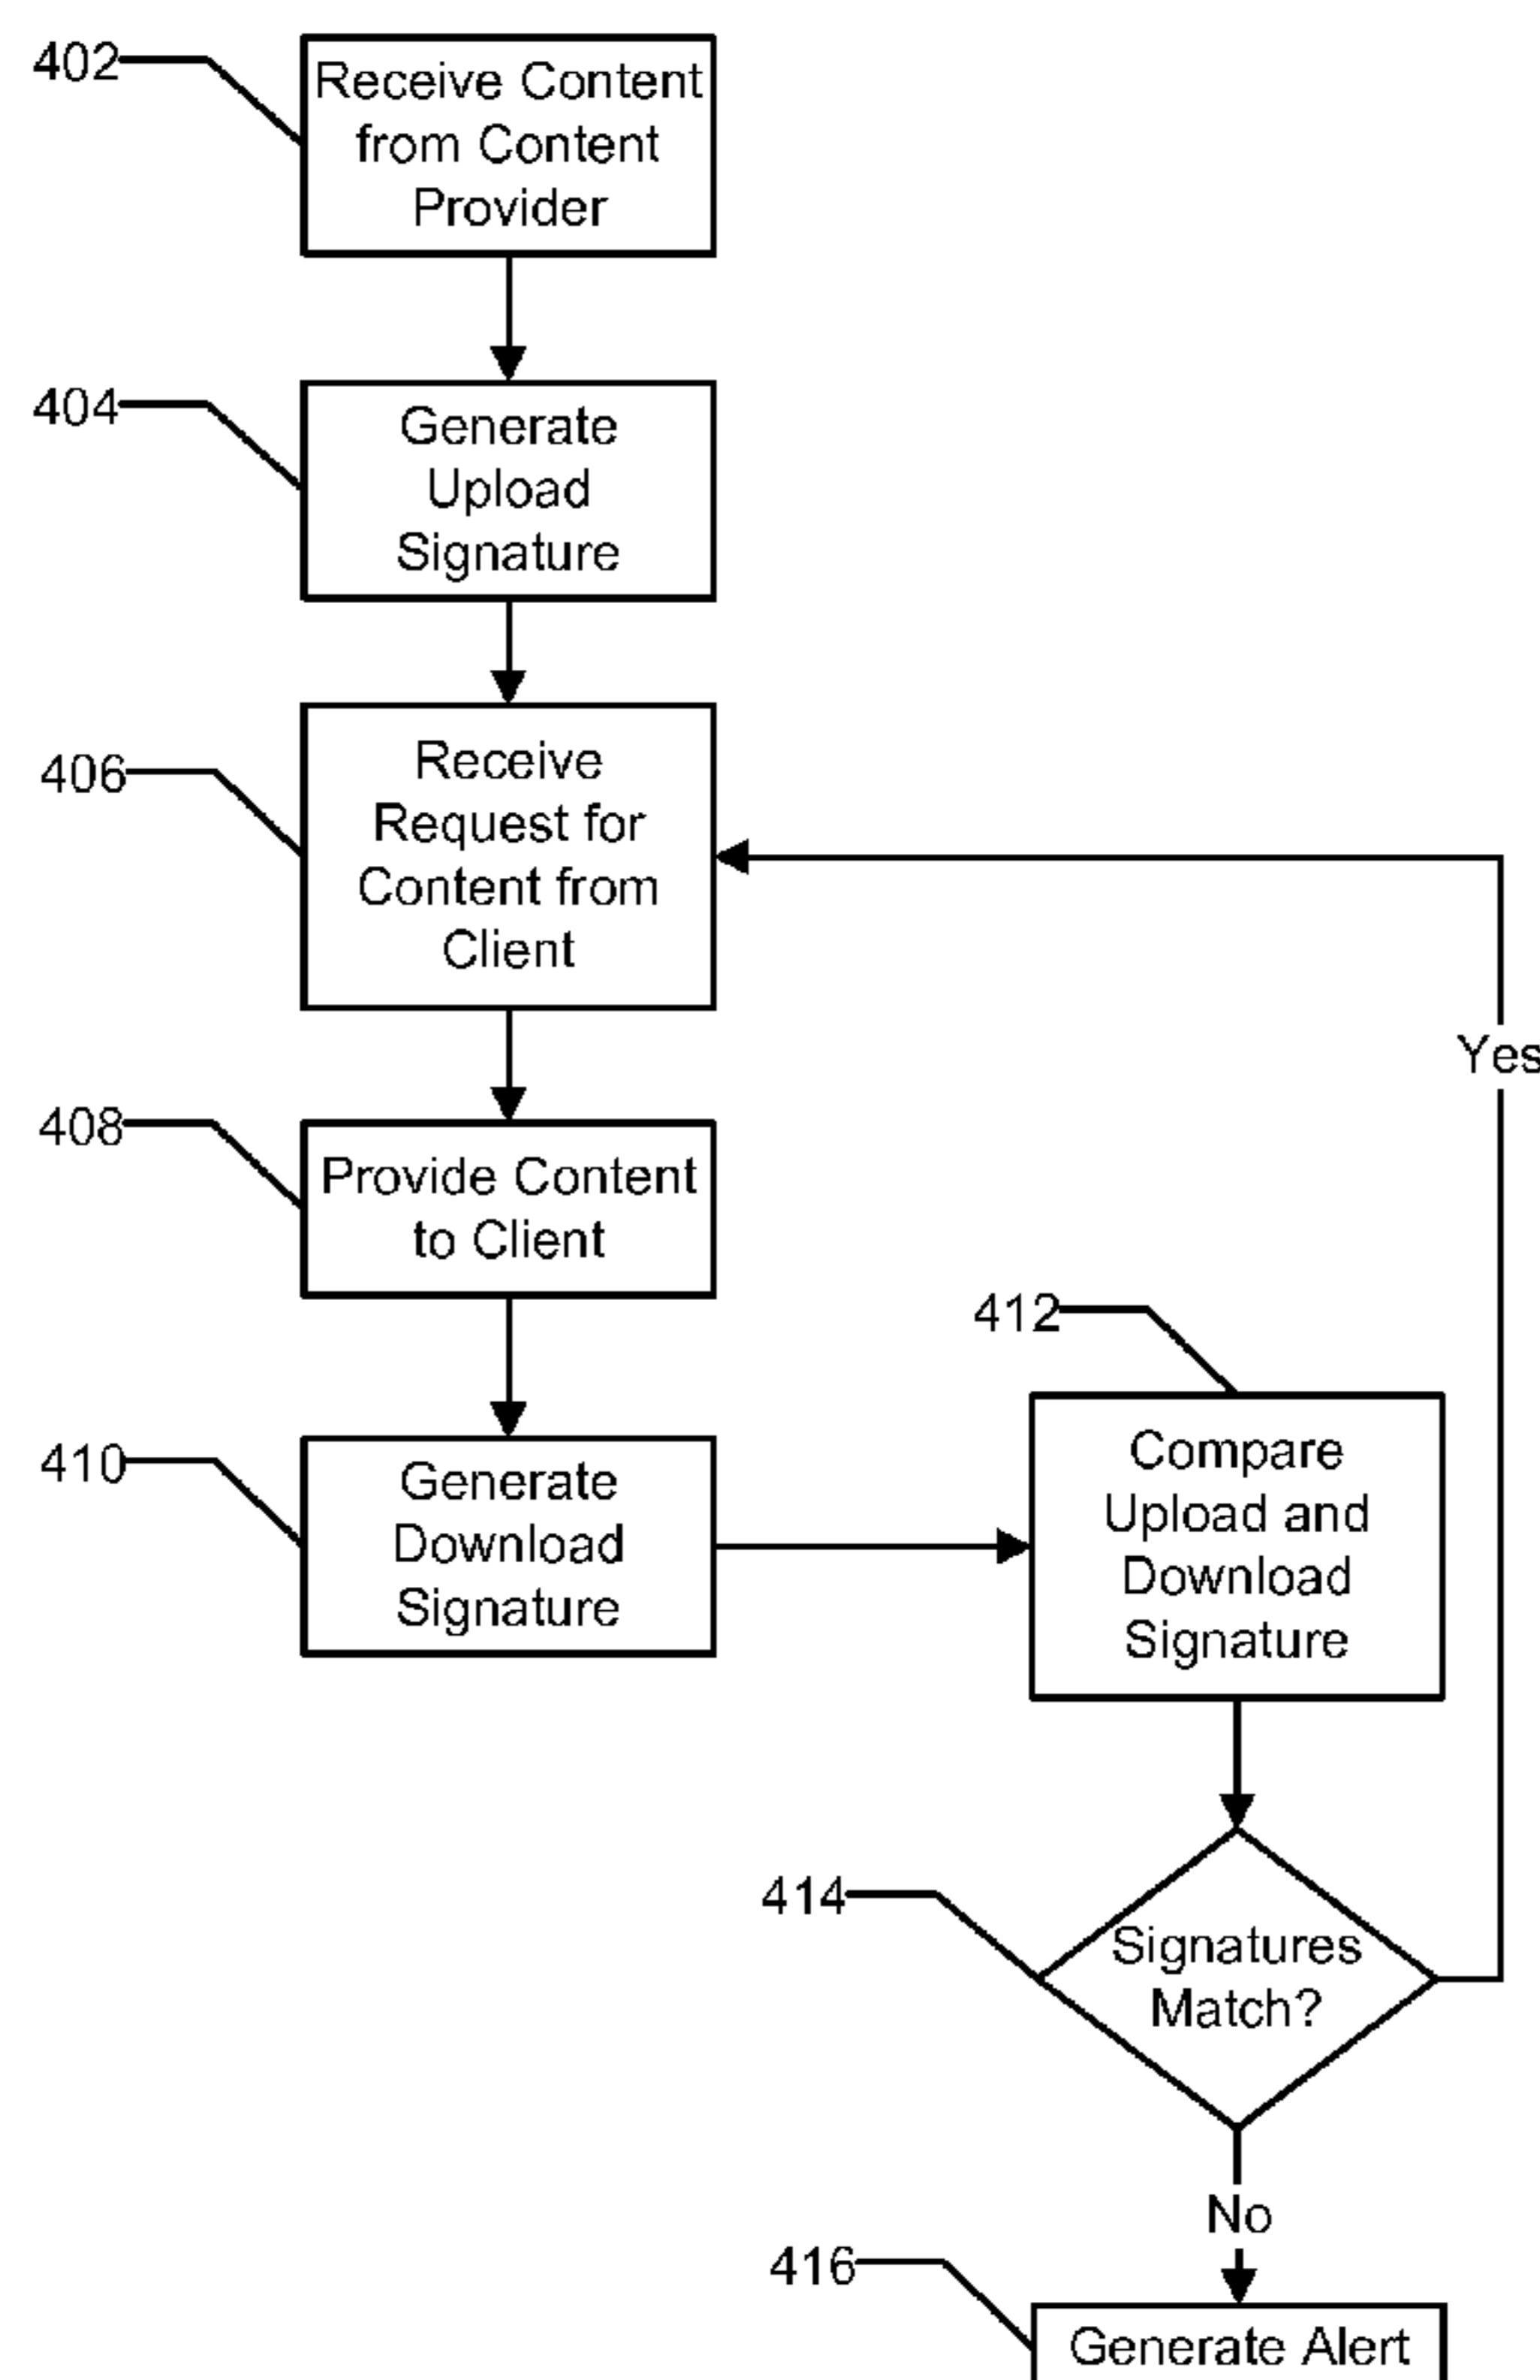 402
Receive Content
from Content
Provider
404
Generate
Upload
Signature
406
Receive
Request for
Content from
Client
Yes
408
Provide Content
to Client
412
410
Generate
Download
Signature
Compare
Upload and
Download
Signature
414
Signatures
Match?
No
416
Generate Alert